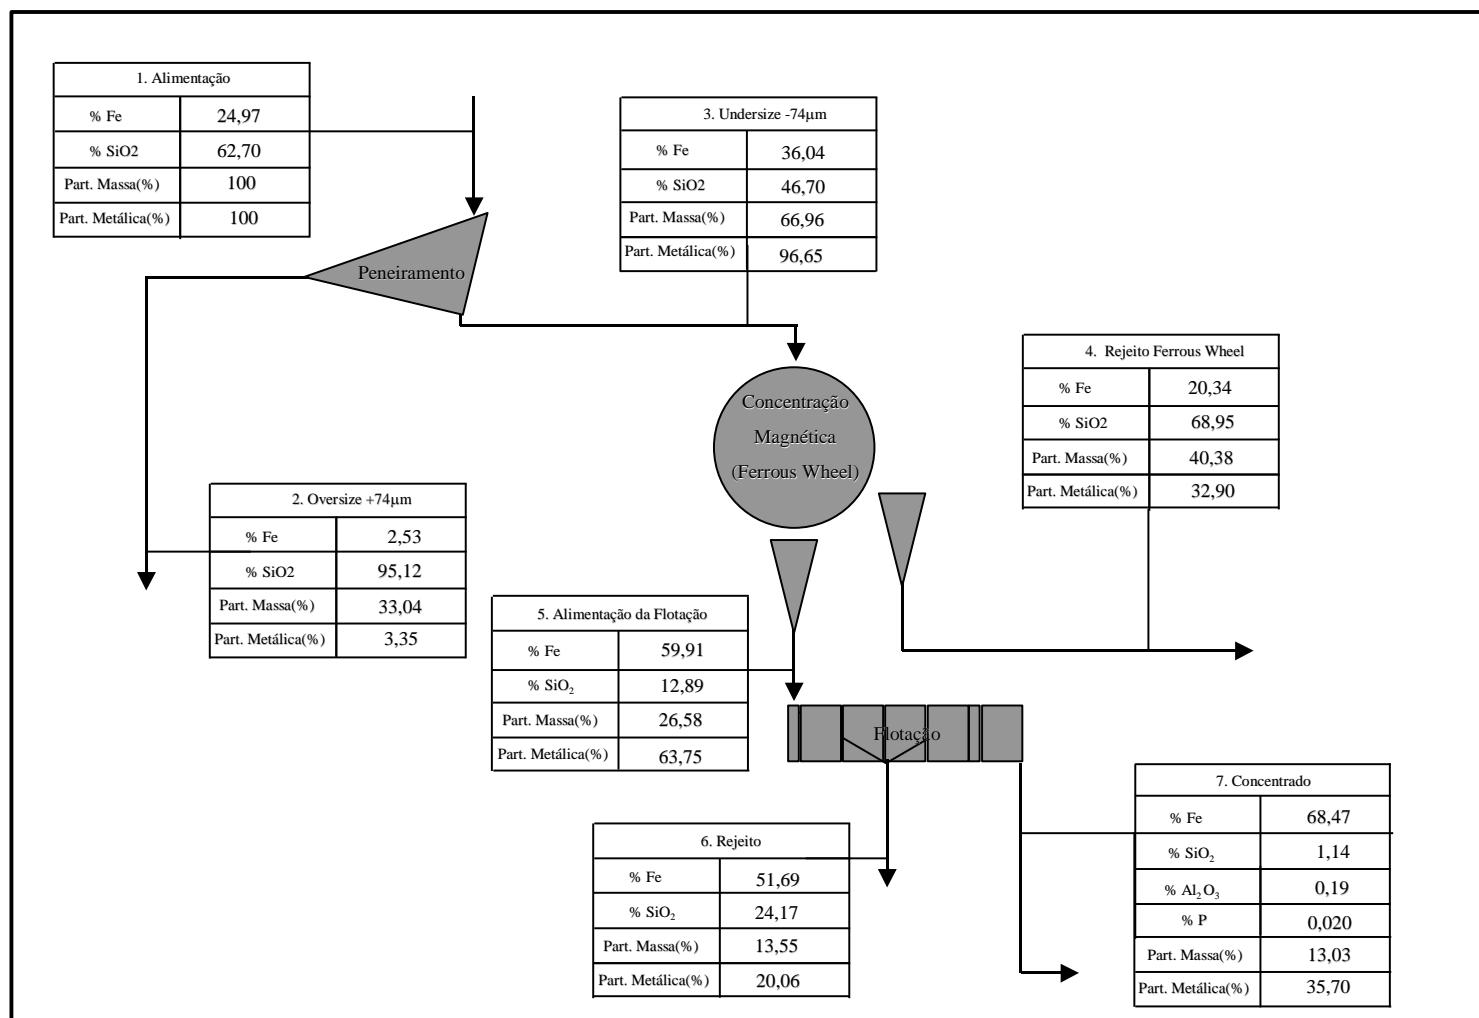 1. Alimentação
% Fe 24,97
% SiO2 62,70
Part. Massa(%) 100
Part. Metálica(%) 100
3. Undersize -74µm
% Fe 36,04
% SiO2 46,70
Part. Massa(%) 66,96
Part. Metálica(%) 96,65
Peneiramento
Concentração
Magnética
(Ferrous Wheel)
4. Rejeito Ferrous Wheel
% Fe 20,34
% SiO2 68,95
Part. Massa(%) 40,38
Part. Metálica(%) 32,90
2. Oversize +74µm
% Fe 2,53
% SiO2 95,12
Part. Massa(%) 33,04
Part. Metálica(%) 3,35
5. Alimentação da Flotação
% Fe 59,91
% SiO₂ 12,89
Part. Massa(%) 26,58
Part. Metálica(%) 63,75
Flotação
6. Rejeito
% Fe 51,69
% SiO₂ 24,17
Part. Massa(%) 13,55
Part. Metálica(%) 20,06
7. Concentrado
% Fe 68,47
% SiO₂ 1,14
% Al₂O₃ 0,19
% P 0,020
Part. Massa(%) 13,03
Part. Metálica(%) 35,70